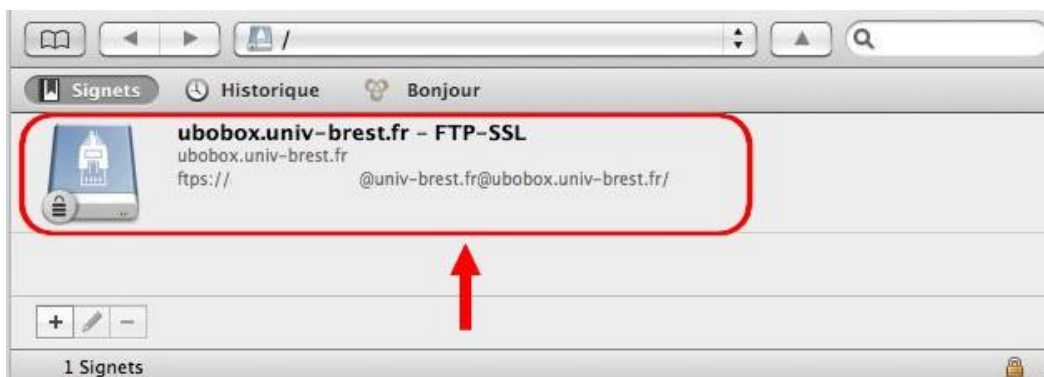 /
Signets Historique Bonjour
ubobox.univ-brest.fr – FTP-SSL
ubobox.univ-brest.fr
ftps:// @univ-brest.fr@ubobox.univ-brest.fr/
1 Signets